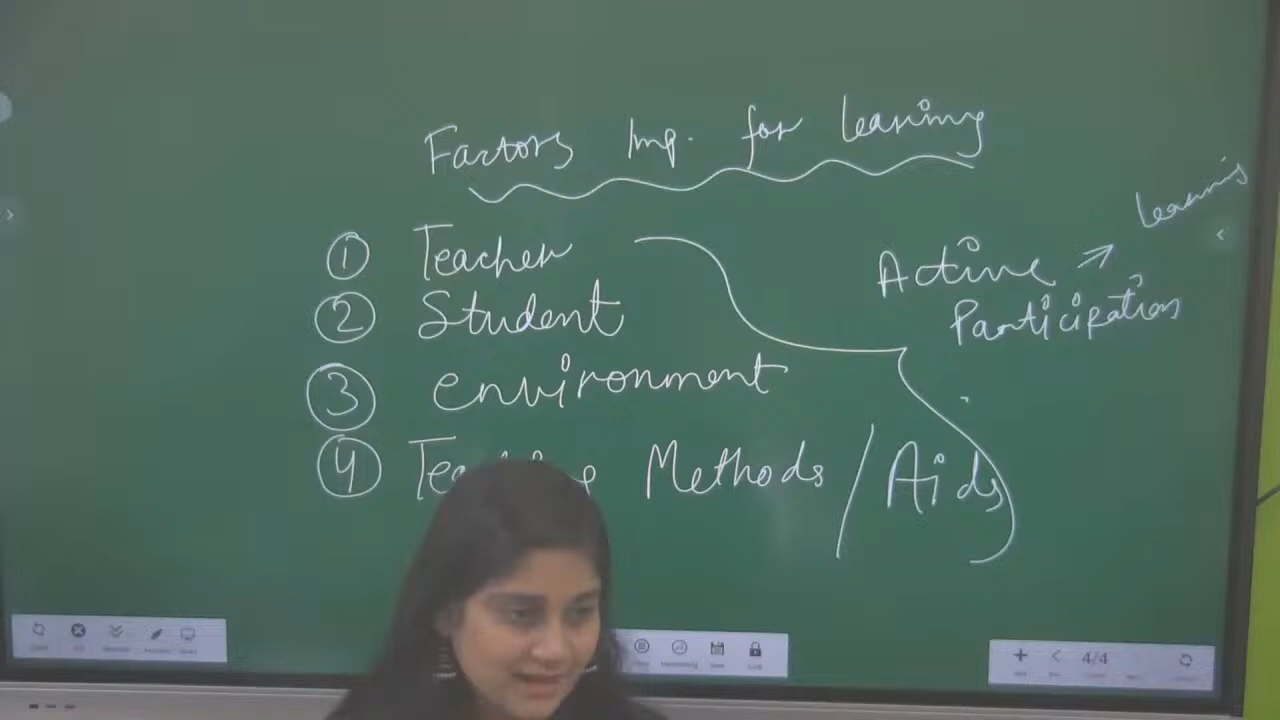 Factors Imp. for learning
① Teacher
② Student
③ environment
④ Methods / Aids
Active → learning
Participation
4/4